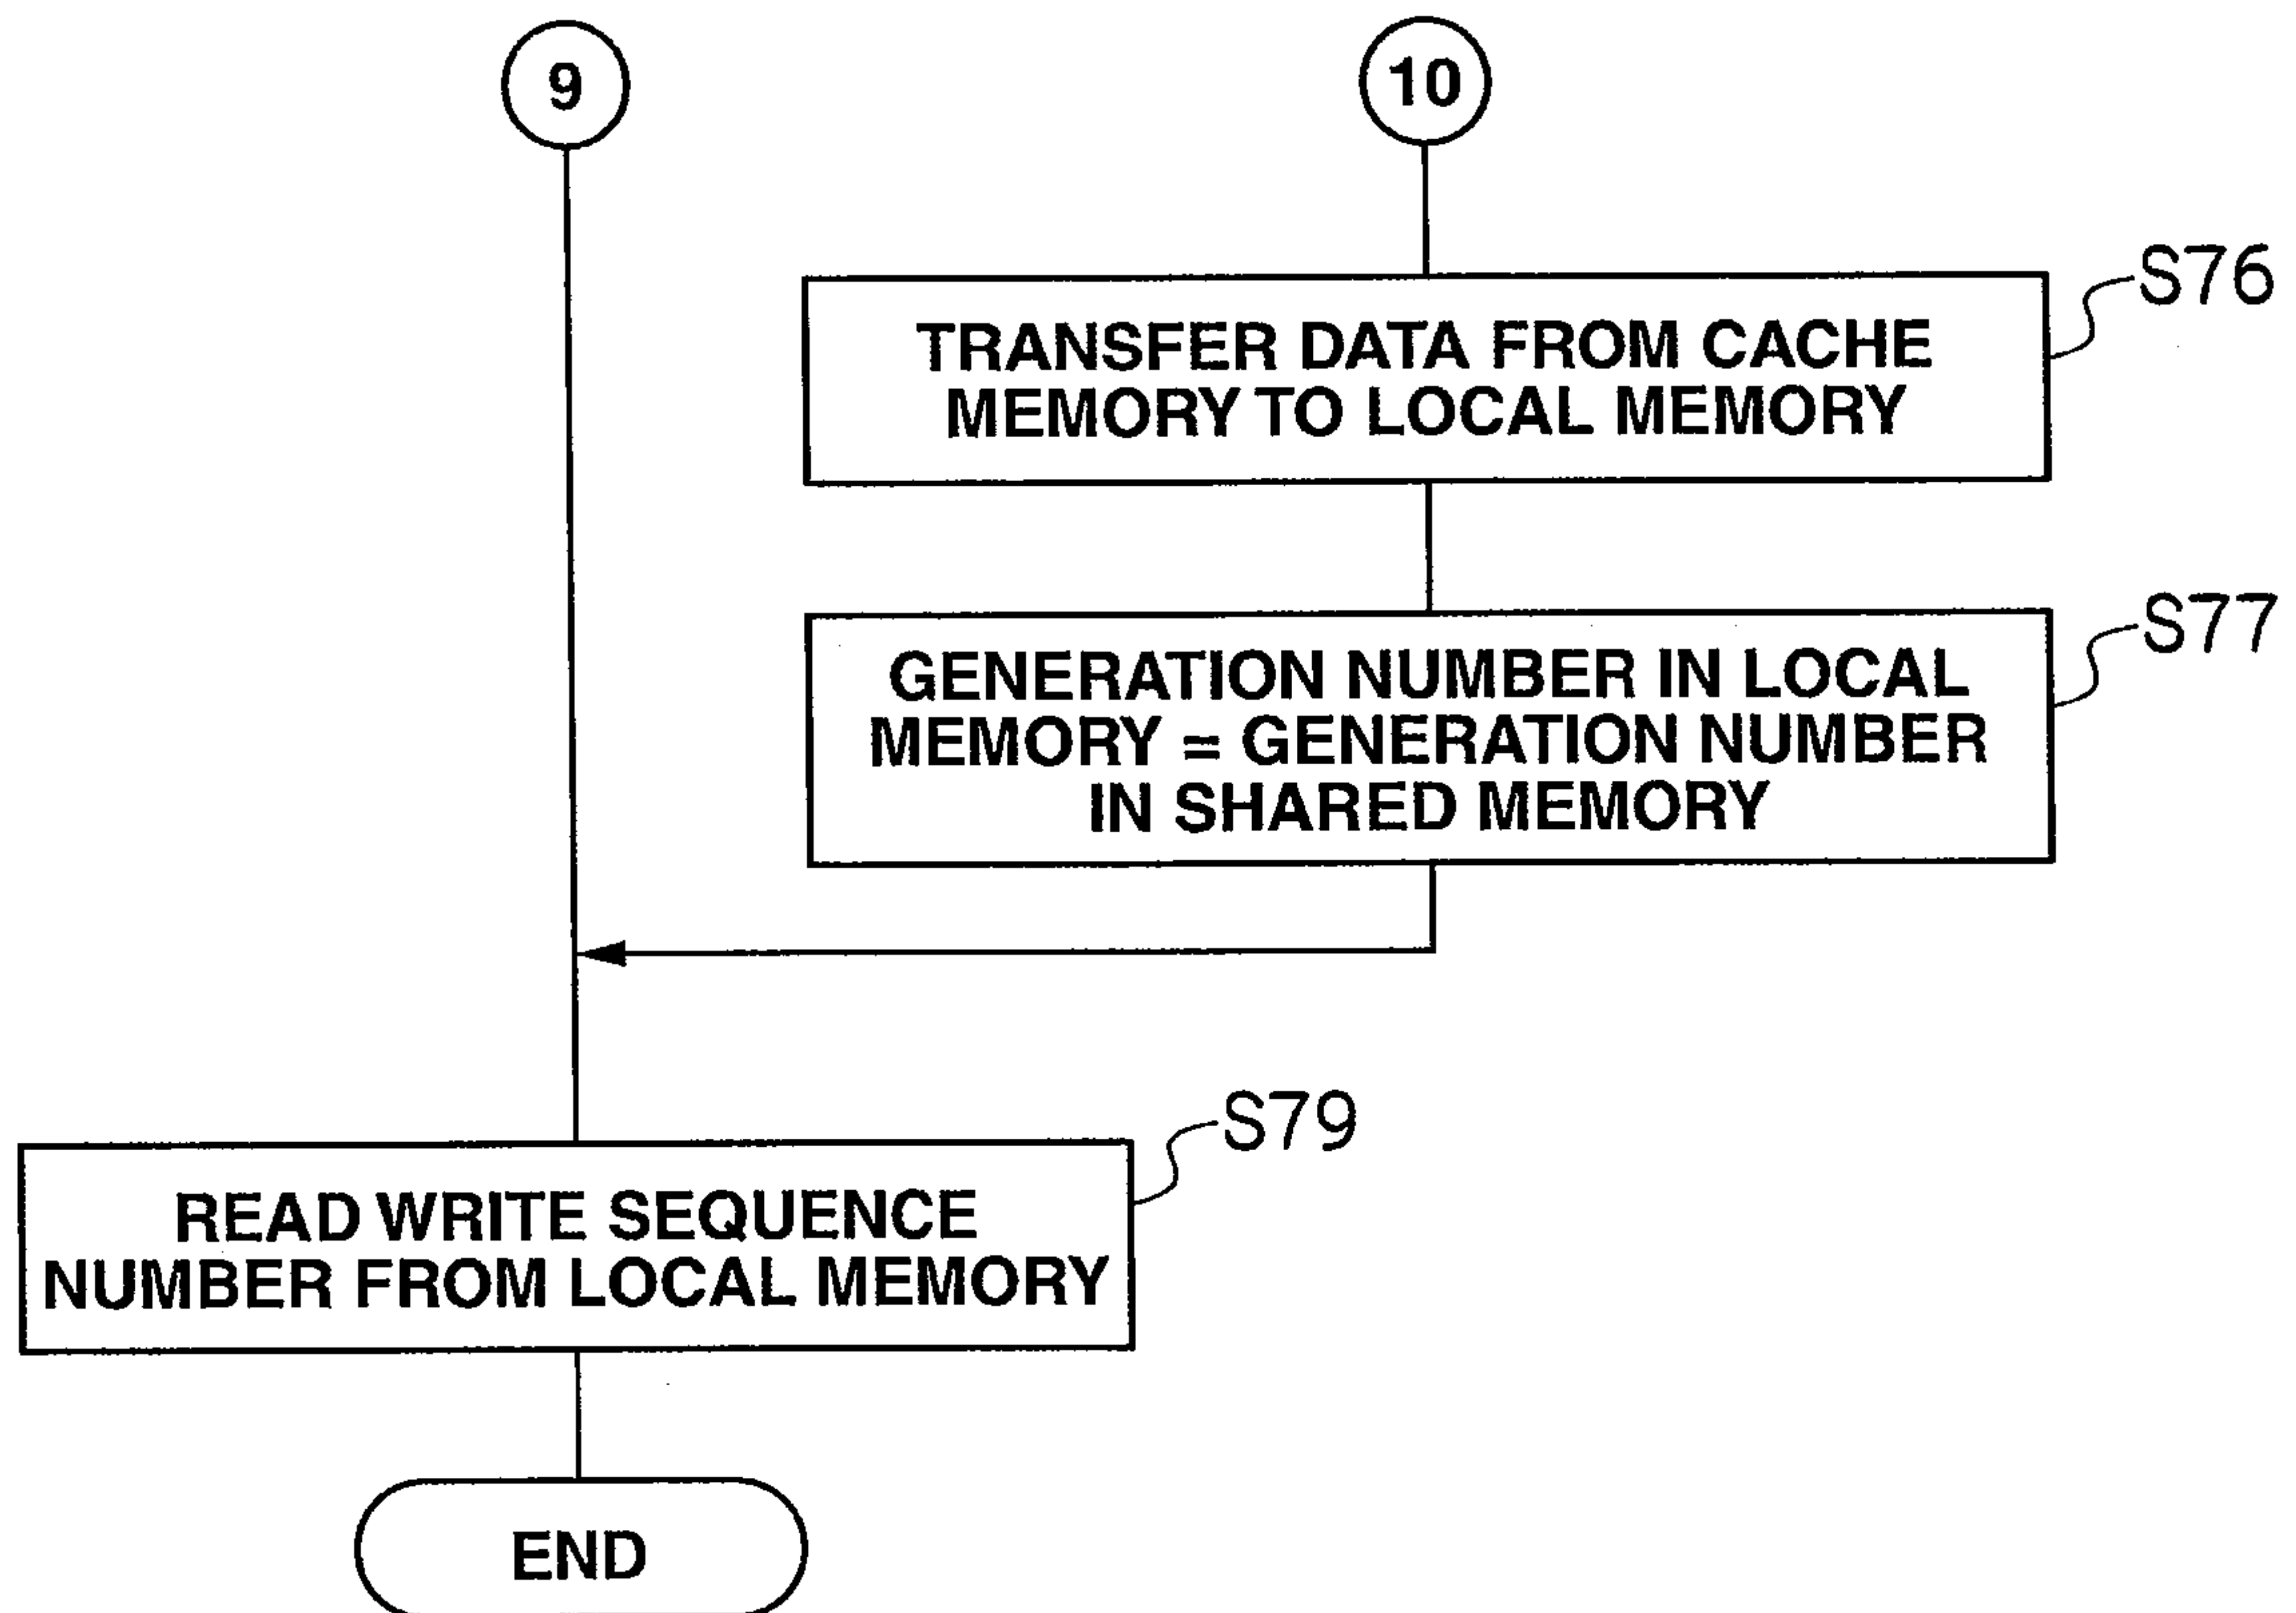 9
10
S76
TRANSFER DATA FROM CACHE
MEMORY TO LOCAL MEMORY
S77
GENERATION NUMBER IN LOCAL
MEMORY = GENERATION NUMBER
IN SHARED MEMORY
S79
READ WRITE SEQUENCE
NUMBER FROM LOCAL MEMORY
END